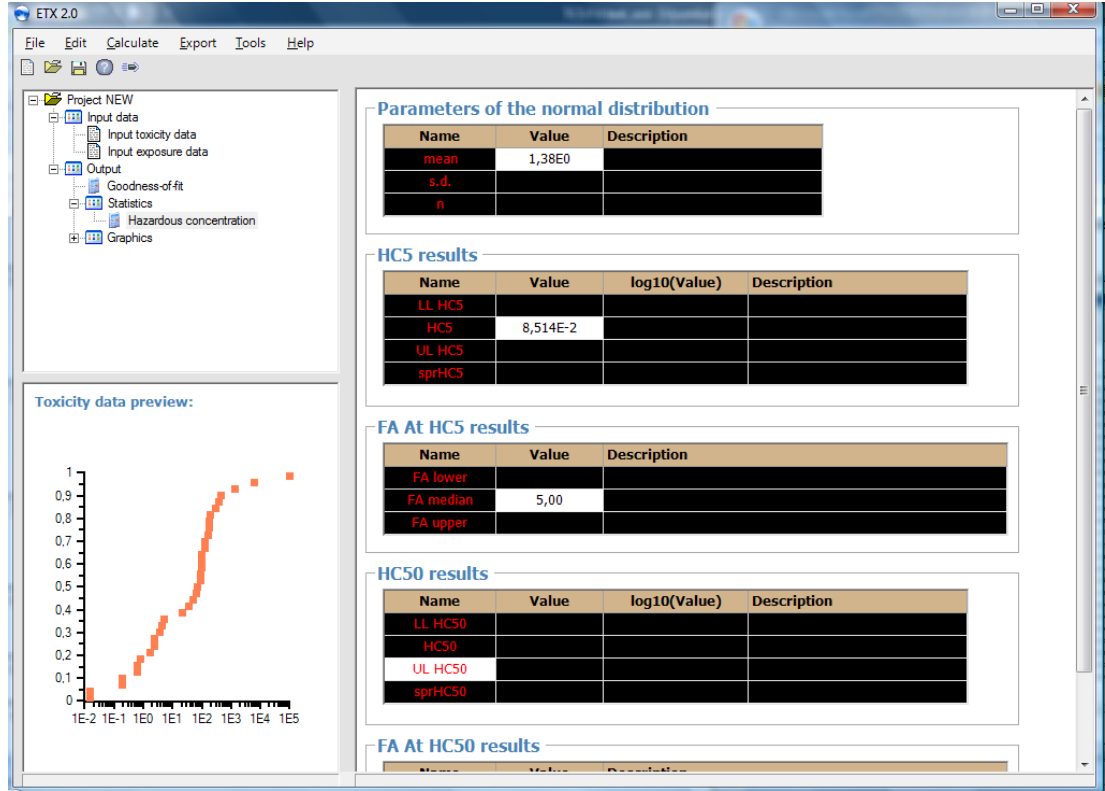 ETX 2.0
File Edit Calculate Export Tools Help
Project NEW
Input data
Input toxicity data
Input exposure data
Output
Goodness-of-fit
Statistics
Hazardous concentration
Graphics
Toxicity data preview:
1
0,9
0,8
0,7
0,6
0,5
0,4
0,3
0,2
0,1
0
1E-2 1E-1 1E0 1E1 1E2 1E3 1E4 1E5
Parameters of the normal distribution
Name Value Description
mean 1,38E0
s.d.
n
HC5 results
Name Value log10(Value) Description
LL HC5
HC5 8,514E-2
UL HC5
sprHC5
FA At HC5 results
Name Value Description
FA lower
FA median 5,00
FA upper
HC50 results
Name Value log10(Value) Description
LL HC50
HC50
UL HC50
sprHC50
FA At HC50 results
Name Value Description